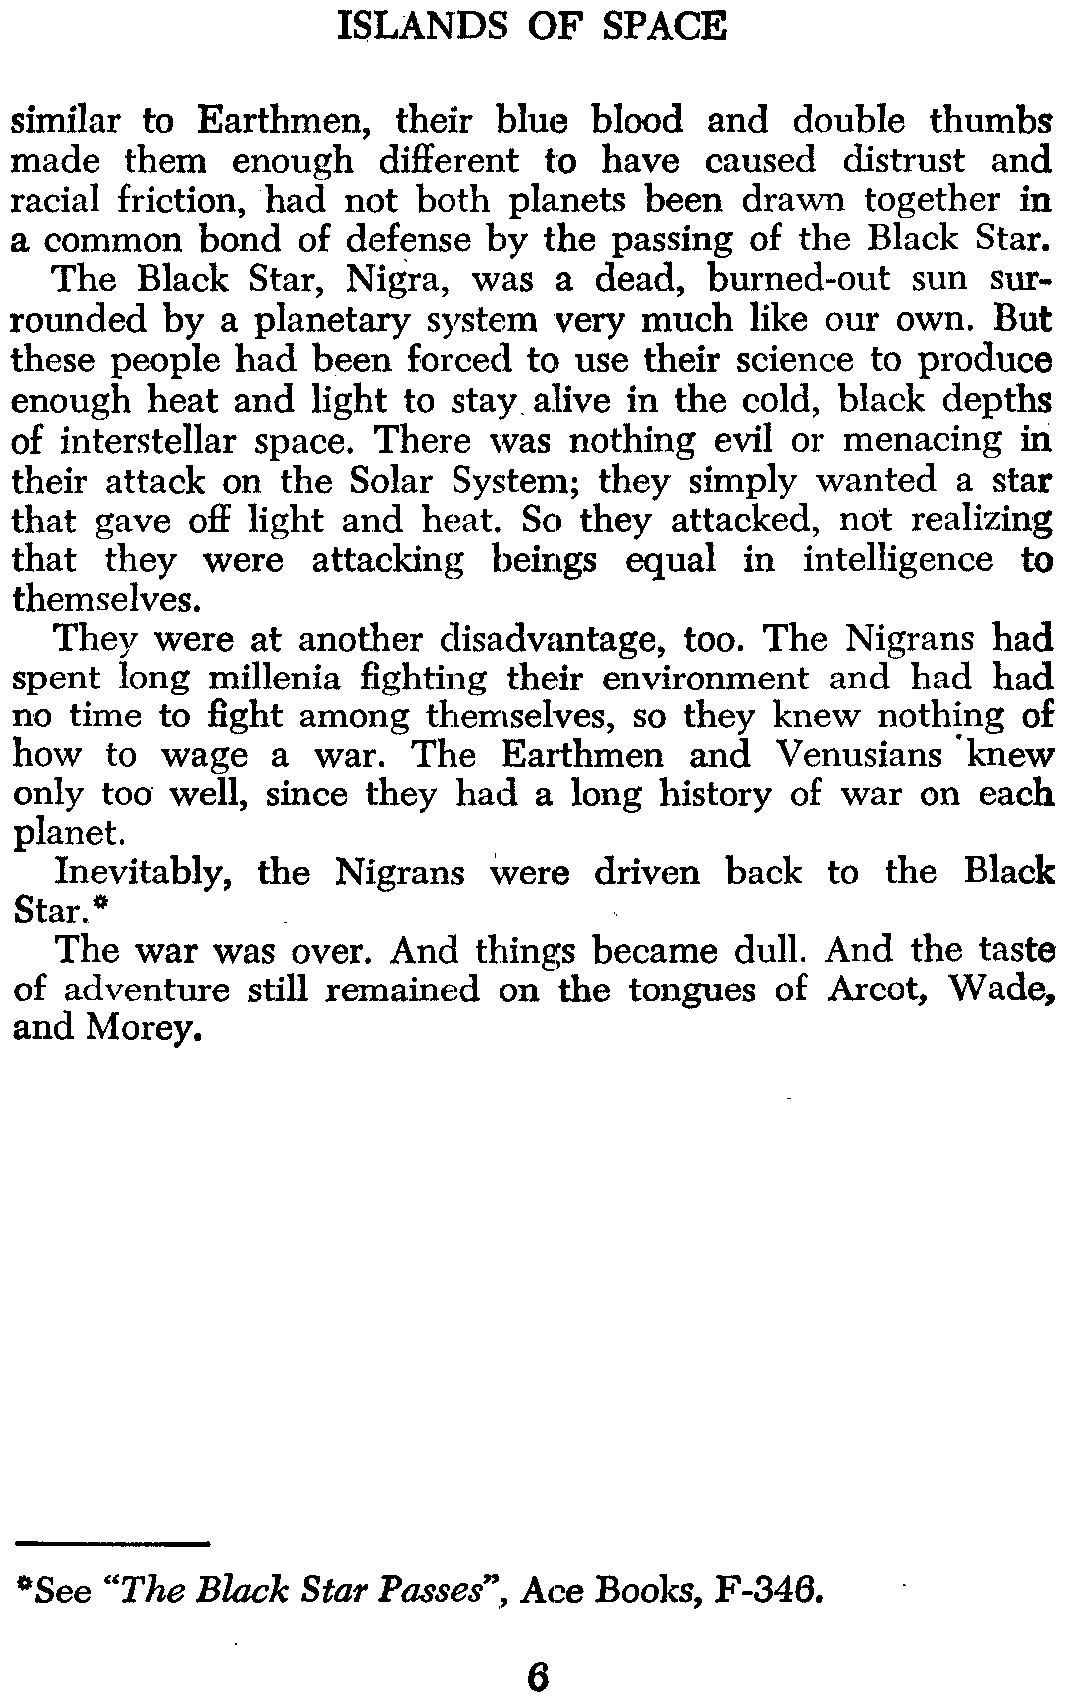 ISLANDS OF SPACE
similar to Earthmen, their blue blood and double thumbs
made them enough different to have caused distrust and
racial friction, had not both planets been drawn together in
a common bond of defense by the passing of the Black Star.
The Black Star, Nigra, was a dead, burned-out sun sur-
rounded by a planetary system very much like our own. But
these people had been forced to use their science to produce
enough heat and light to stay alive in the cold, black depths
of interstellar space. There was nothing evil or menacing in
their attack on the Solar System; they simply wanted a star
that gave off light and heat. So they attacked, not realizing
that they were attacking beings equal in intelligence to
themselves.
They were at another disadvantage, too. The Nigrans had
spent long millenia fighting their environment and had had
no time to fight among themselves, so they knew nothing of
how to wage a war. The Earthmen and Venusians knew
only too well, since they had a long history of war on each
planet.
Inevitably, the Nigrans were driven back to the Black
Star.*
The war was over. And things became dull. And the taste
of adventure still remained on the tongues of Arcot, Wade,
and Morey.
*See "The Black Star Passes", Ace Books, F-346.
6